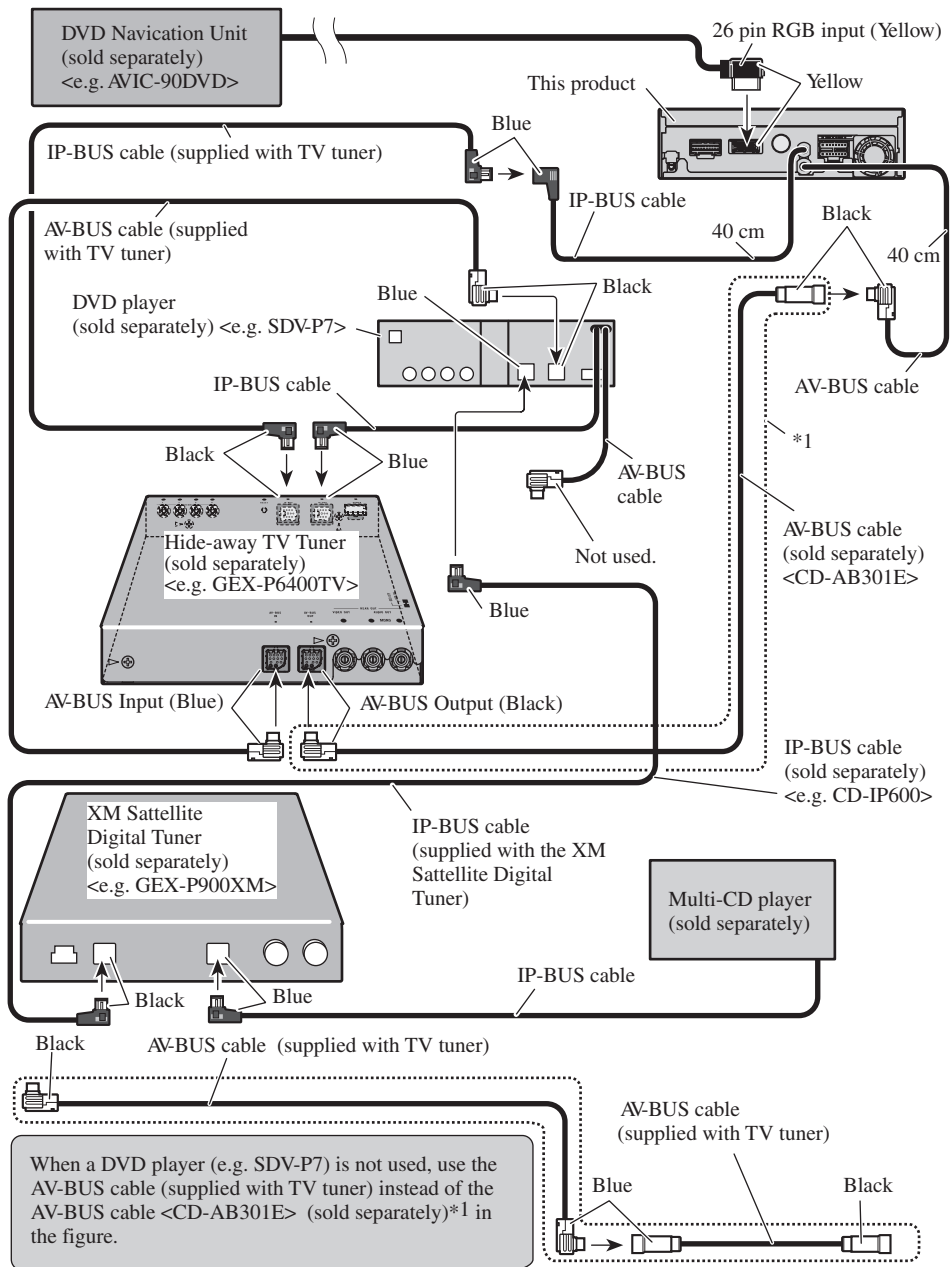 DVD Navigation Unit
(sold separately)
<e.g. AVIC-90DVD>
26 pin RGB input (Yellow)
This product
Yellow
Blue
IP-BUS cable (supplied with TV tuner)
IP-BUS cable
AV-BUS cable (supplied
with TV tuner)
40 cm
Black
40 cm
Blue
Black
DVD player
(sold separately) <e.g. SDV-P7>
IP-BUS cable
AV-BUS cable
*1
Black
Blue
AV-BUS
cable
Not used.
AV-BUS cable
(sold separately)
<CD-AB301E>
Hide-away TV Tuner
(sold separately)
<e.g. GEX-P6400TV>
Blue
AV-BUS Input (Blue)
AV-BUS Output (Black)
IP-BUS cable
(sold separately)
<e.g. CD-IP600>
XM Sattellite
Digital Tuner
(sold separately)
<e.g. GEX-P900XM>
IP-BUS cable
(supplied with the XM
Sattellite Digital
Tuner)
Multi-CD player
(sold separately)
IP-BUS cable
Black
Blue
Black
AV-BUS cable (supplied with TV tuner)
AV-BUS cable
(supplied with TV tuner)
When a DVD player (e.g. SDV-P7) is not used, use the
AV-BUS cable (supplied with TV tuner) instead of the
AV-BUS cable <CD-AB301E> (sold separately)*1 in
the figure.
Blue
Black